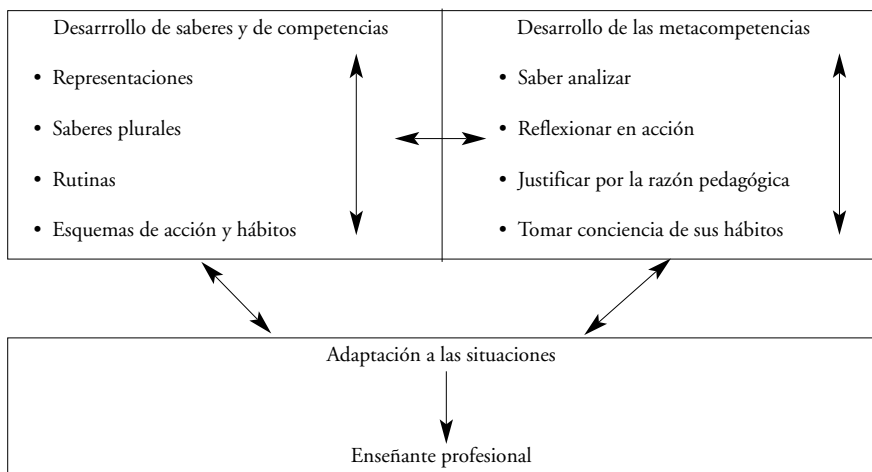 Desarrrollo de saberes y de competencias
• Representaciones
• Saberes plurales
• Rutinas
• Esquemas de acción y hábitos
Desarrollo de las metacompetencias
• Saber analizar
• Reflexionar en acción
• Justificar por la razón pedagógica
• Tomar conciencia de sus hábitos
Adaptación a las situaciones
Enseñante profesional